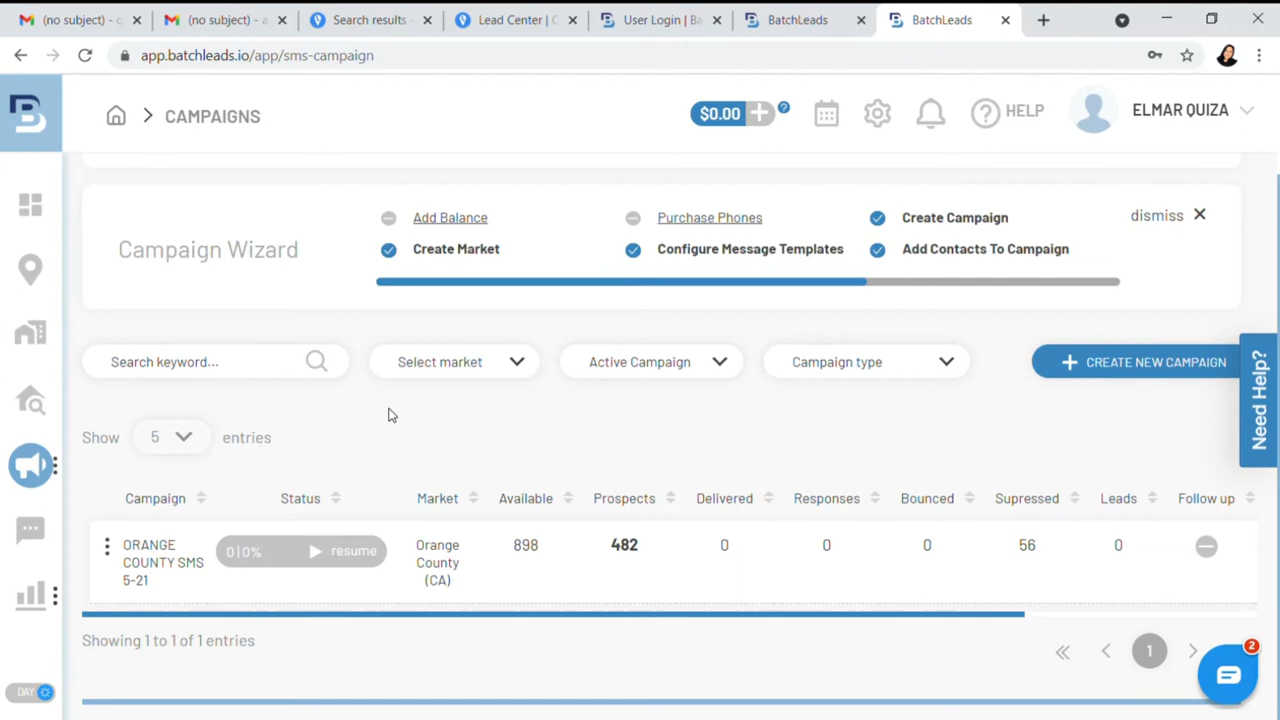 (no subject) -
(no subject) -
Search results
Lead Center | C
User Login | Ba
BatchLeads
BatchLeads
app.batchleads.io/app/sms-campaign
CAMPAIGNS
$0.00 + ?
HELP
ELMAR QUIZA
Campaign Wizard
Add Balance
Purchase Phones
Create Campaign
dismiss
Create Market
Configure Message Templates
Add Contacts To Campaign
Search keyword...
Select market
Active Campaign
Campaign type
+ CREATE NEW CAMPAIGN
Need Help?
Show 5 entries
Campaign Status Market Available Prospects Delivered Responses Bounced Supressed Leads Follow up
ORANGE COUNTY SMS 5-21
0|0% resume
Orange County (CA)
898 482 0 0 0 56 0
Showing 1 to 1 of 1 entries
1
2
DAY